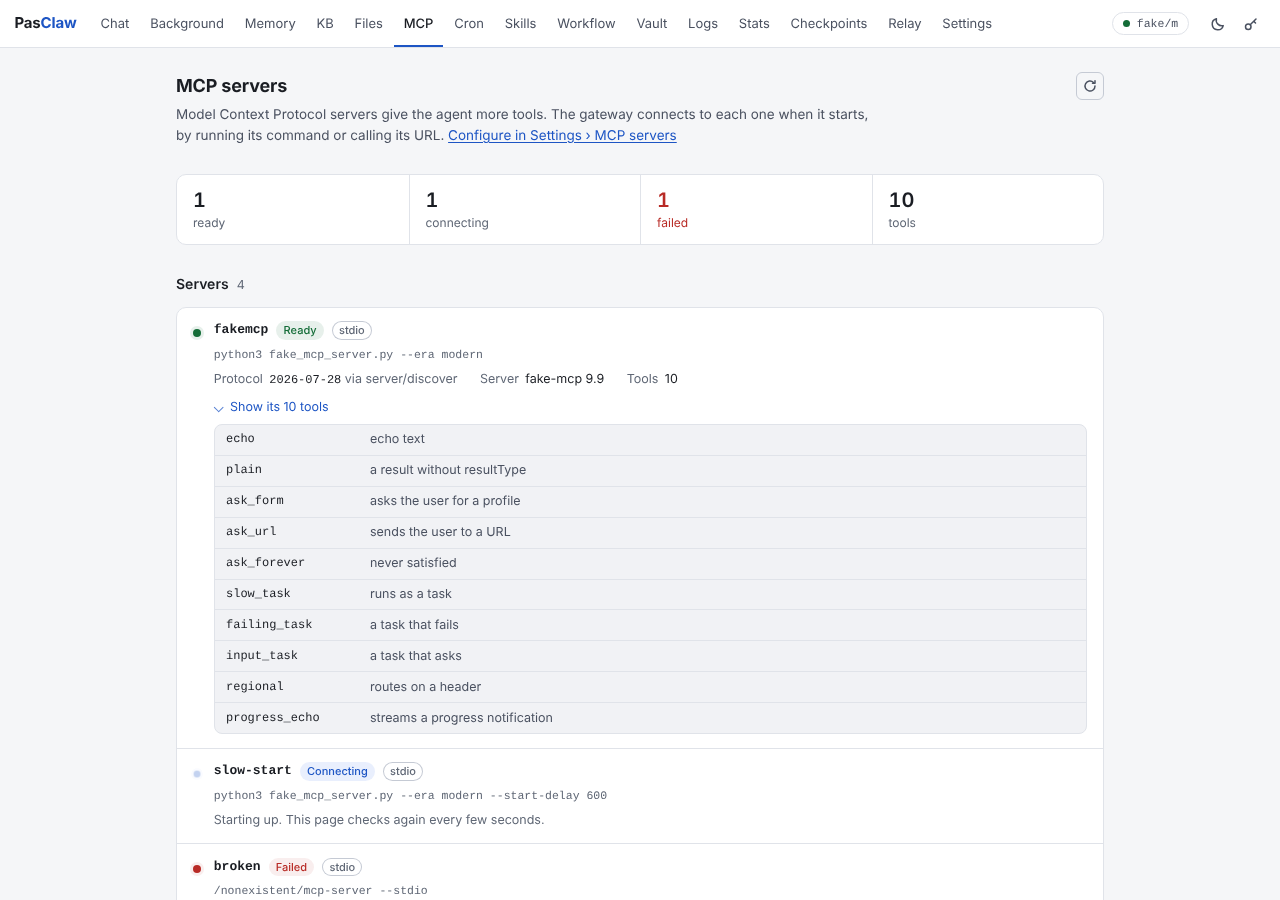 PasClaw Chat Background Memory KB Files MCP Cron Skills Workflow Vault Logs Stats Checkpoints Relay Settings fake/m
MCP servers
Model Context Protocol servers give the agent more tools. The gateway connects to each one when it starts,
by running its command or calling its URL. Configure in Settings › MCP servers
1 1 1 10
ready connecting failed tools
Servers 4
fakemcp Ready stdio
python3 fake_mcp_server.py --era modern
Protocol 2026-07-28 via server/discover Server fake-mcp 9.9 Tools 10
Show its 10 tools
echo echo text
plain a result without resultType
ask_form asks the user for a profile
ask_url sends the user to a URL
ask_forever never satisfied
slow_task runs as a task
failing_task a task that fails
input_task a task that asks
regional routes on a header
progress_echo streams a progress notification
slow-start Connecting stdio
python3 fake_mcp_server.py --era modern --start-delay 600
Starting up. This page checks again every few seconds.
broken Failed stdio
/nonexistent/mcp-server --stdio